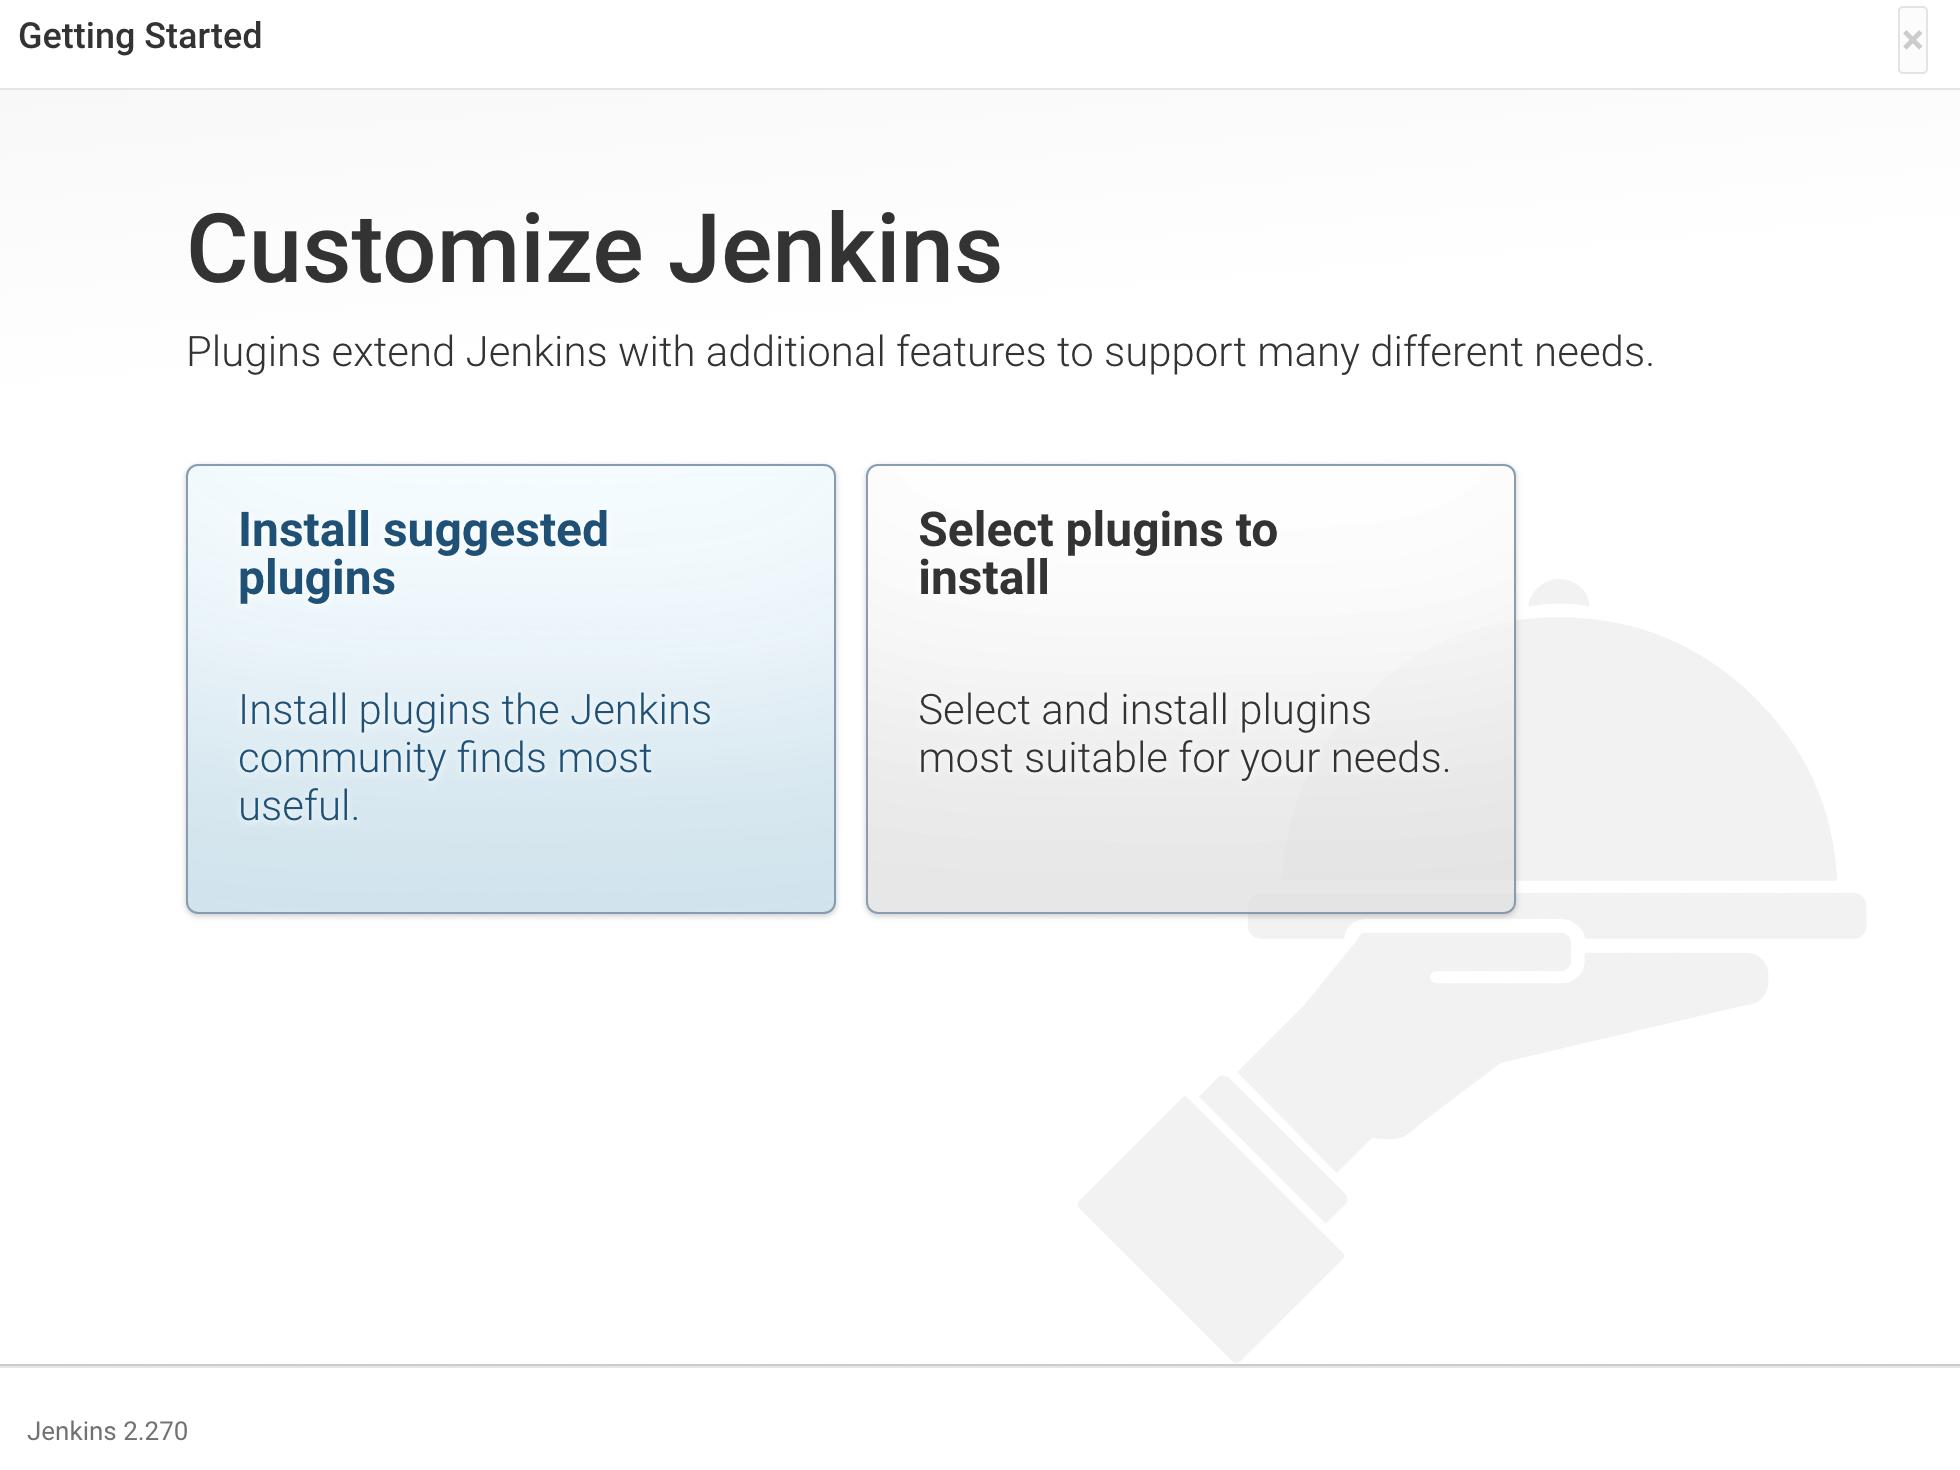 Getting Started
×
Customize Jenkins
Plugins extend Jenkins with additional features to support many different needs.
Install suggested
plugins
Install plugins the Jenkins
community finds most
useful.
Select plugins to
install
Select and install plugins
most suitable for your needs.
Jenkins 2.270